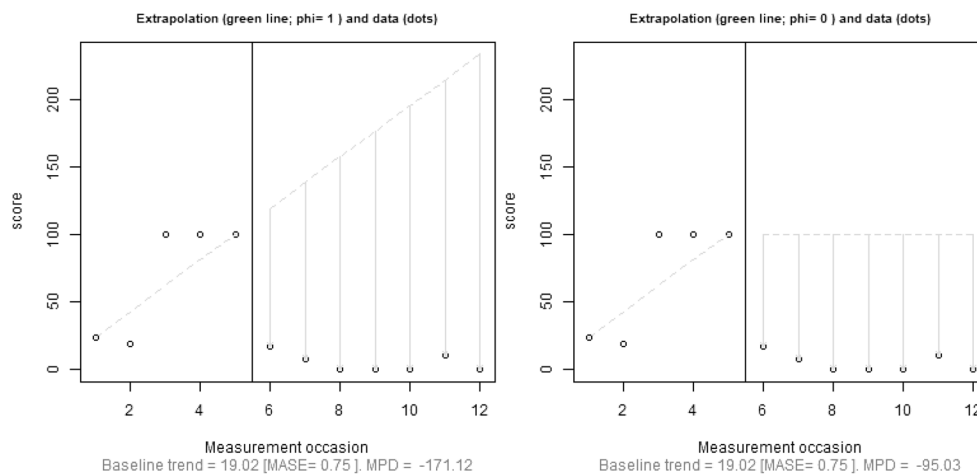 Extrapolation (green line; phi= 1 ) and data (dots)
score
200
150
100
50
0
2 4 6 8 10 12
Measurement occasion
Baseline trend = 19.02 [MASE= 0.75 ]. MPD = -171.12
Extrapolation (green line; phi= 0 ) and data (dots)
score
200
150
100
50
0
2 4 6 8 10 12
Measurement occasion
Baseline trend = 19.02 [MASE= 0.75 ]. MPD = -95.03